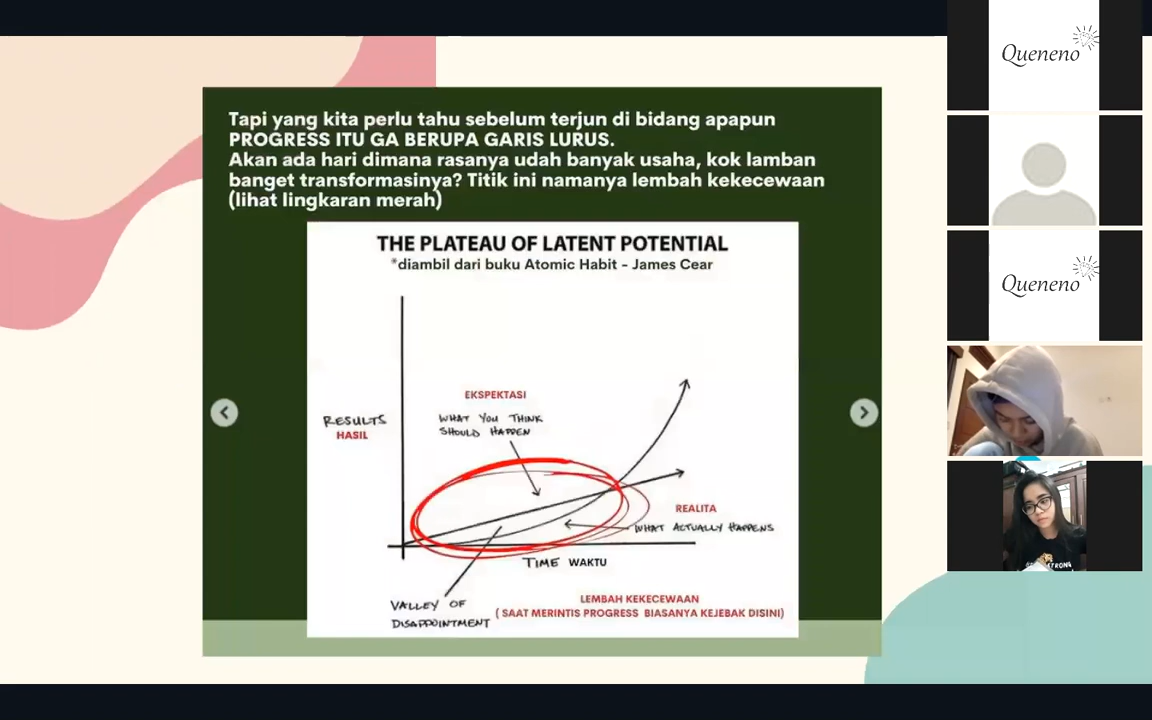 Tapi yang kita perlu tahu sebelum terjun di bidang apapun
PROGRESS ITU GA BERUPA GARIS LURUS.
Akan ada hari dimana rasanya udah banyak usaha, kok lamban
banget transformasinya? Titik ini namanya lembah kekecewaan
(lihat lingkaran merah)
THE PLATEAU OF LATENT POTENTIAL
*diambil dari buku Atomic Habit - James Cear
EKSPEKTASI
WHAT YOU THINK
SHOULD HAPPEN
RESULTS
HASIL
REALITA
WHAT ACTUALLY HAPPENS
TIME WAKTU
VALLEY OF
DISAPPOINTMENT
LEMBAH KEKECEWAAN
( SAAT MERINTIS PROGRESS BIASANYA KEJEBAK DISINI)
Queneno
Queneno